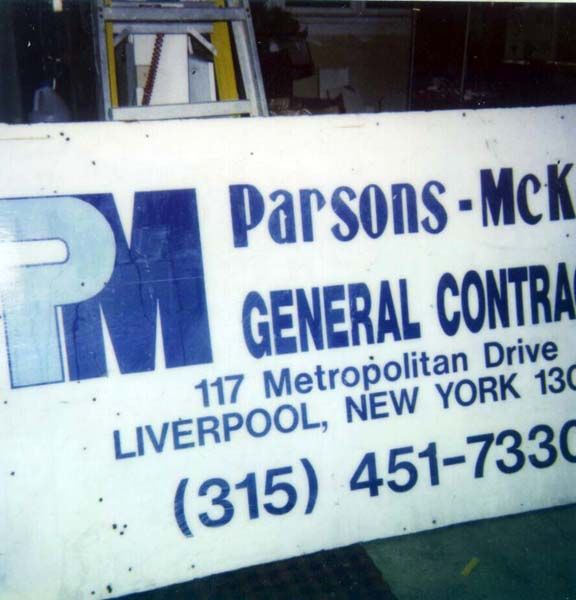 PM
Parsons-McK
GENERAL CONTRA
117 Metropolitan Drive
LIVERPOOL, NEW YORK 130
(315) 451-7330